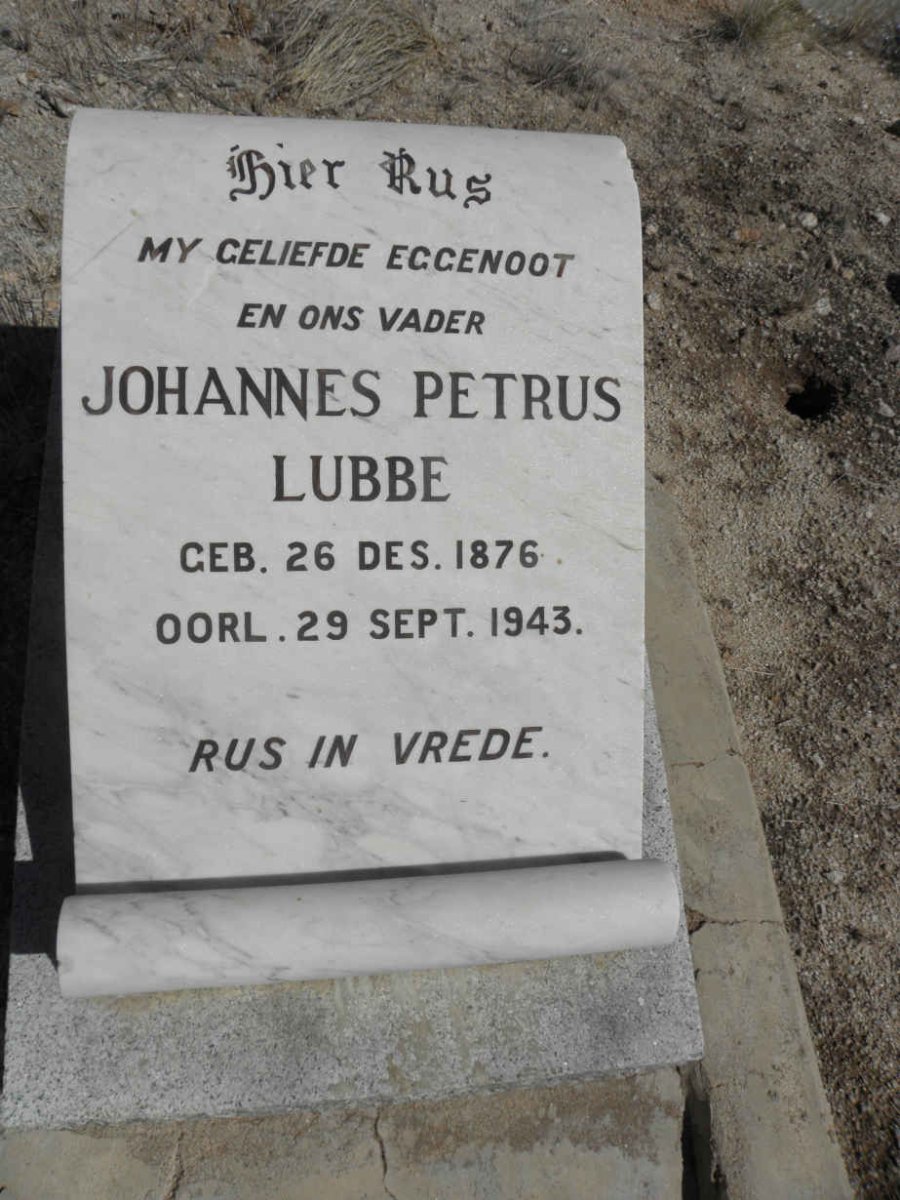 Hier Rus
MY GELIEFDE EGGENOOT
EN ONS VADER
JOHANNES PETRUS
LUBBE
GEB. 26 DES. 1876
OORL. 29 SEPT. 1943.
RUS IN VREDE.